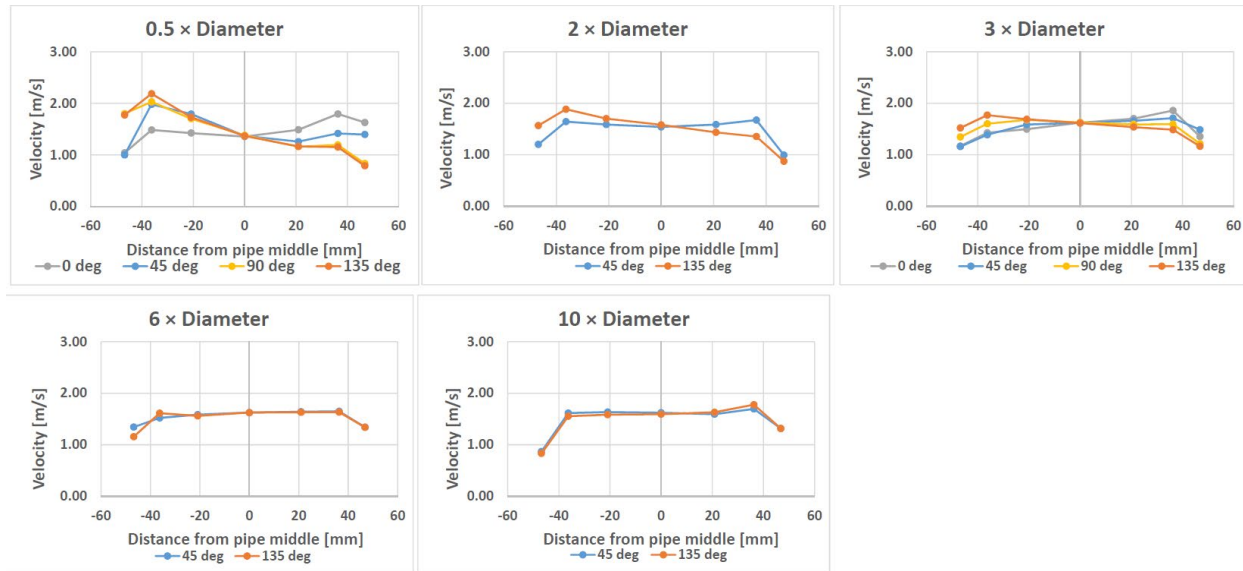 0.5 × Diameter
3.00
2.00
1.00
0.00
Velocity [m/s]
-60 -40 -20 0 20 40 60
Distance from pipe middle [mm]
0 deg 45 deg 90 deg 135 deg
2 × Diameter
3.00
2.00
1.00
0.00
Velocity [m/s]
-60 -40 -20 0 20 40 60
Distance from pipe middle [mm]
45 deg 135 deg
3 × Diameter
3.00
2.00
1.00
0.00
Velocity [m/s]
-60 -40 -20 0 20 40 60
Distance from pipe middle [mm]
0 deg 45 deg 90 deg 135 deg
6 × Diameter
3.00
2.00
1.00
0.00
Velocity [m/s]
-60 -40 -20 0 20 40 60
Distance from pipe middle [mm]
45 deg 135 deg
10 × Diameter
3.00
2.00
1.00
0.00
Velocity [m/s]
-60 -40 -20 0 20 40 60
Distance from pipe middle [mm]
45 deg 135 deg